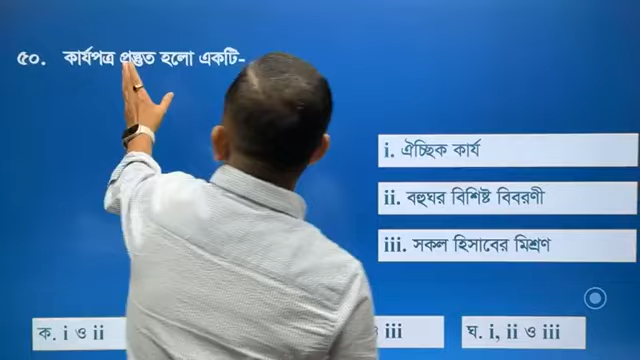 ৫০. কার্যপত্র প্রস্তুত হলো একটি-
i. ঐচ্ছিক কার্য
ii. বহুঘর বিশিষ্ট বিবরণী
iii. সকল হিসাবের মিশ্রণ
ক. i ও ii
iii
ঘ. i, ii ও iii